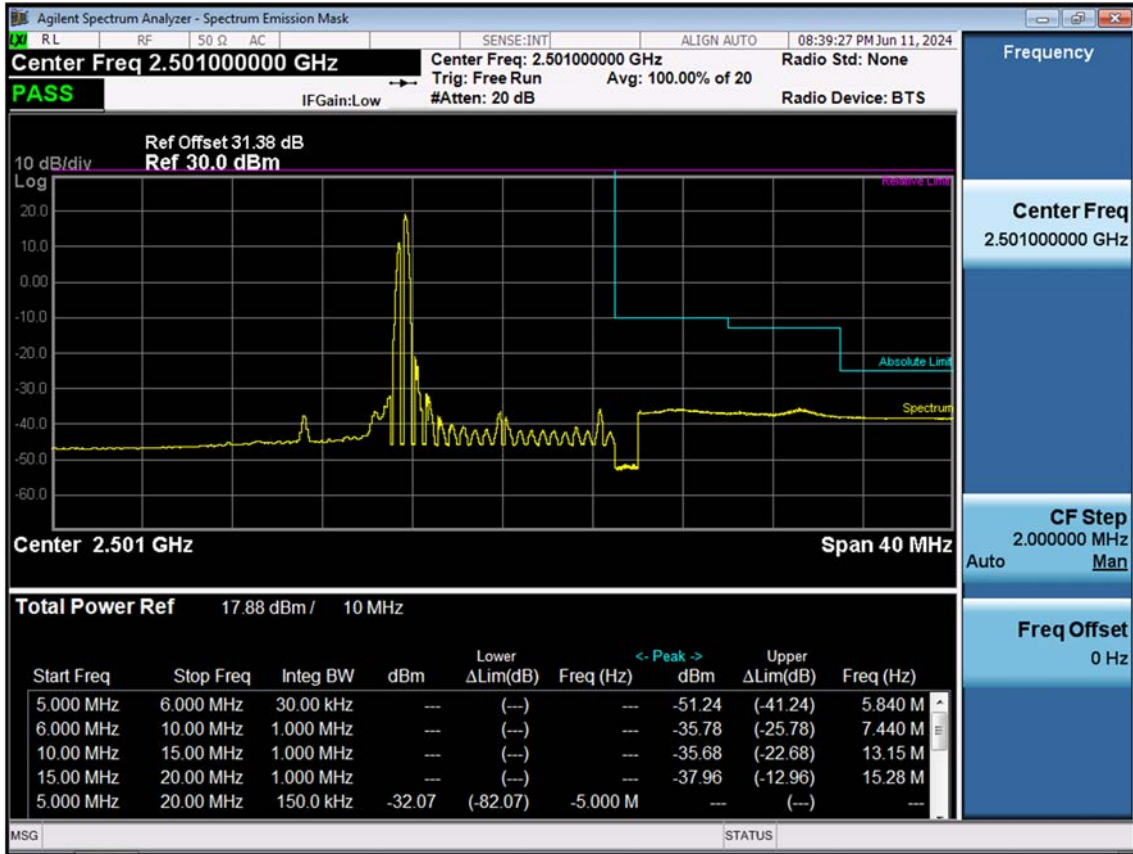 Agilent Spectrum Analyzer - Spectrum Emission Mask
LXI RL RF 50 Ω AC SENSE:INT ALIGN AUTO 08:39:27 PM Jun 11, 2024
Center Freq 2.501000000 GHz
PASS
IFGain:Low
Center Freq: 2.501000000 GHz
Trig: Free Run Avg: 100.00% of 20
#Atten: 20 dB
Radio Std: None
Radio Device: BTS
Ref Offset 31.38 dB
10 dB/div Ref 30.0 dBm
Log
Relative Limit
20.0
10.0
0.00
-10.0
-20.0
Absolute Limit
-30.0
Spectrum
-40.0
-50.0
-60.0
Center 2.501 GHz Span 40 MHz
Total Power Ref 17.88 dBm / 10 MHz
Lower <- Peak -> Upper
Start Freq Stop Freq Integ BW dBm ΔLim(dB) Freq (Hz) dBm ΔLim(dB) Freq (Hz)
5.000 MHz 6.000 MHz 30.00 kHz --- (---) --- -51.24 (-41.24) 5.840 M
6.000 MHz 10.00 MHz 1.000 MHz --- (---) --- -35.78 (-25.78) 7.440 M
10.00 MHz 15.00 MHz 1.000 MHz --- (---) --- -35.68 (-22.68) 13.15 M
15.00 MHz 20.00 MHz 1.000 MHz --- (---) --- -37.96 (-12.96) 15.28 M
5.000 MHz 20.00 MHz 150.0 kHz -32.07 (-82.07) -5.000 M --- (---) ---
MSG STATUS
Frequency
Center Freq
2.501000000 GHz
CF Step
2.000000 MHz
Auto Man
Freq Offset
0 Hz